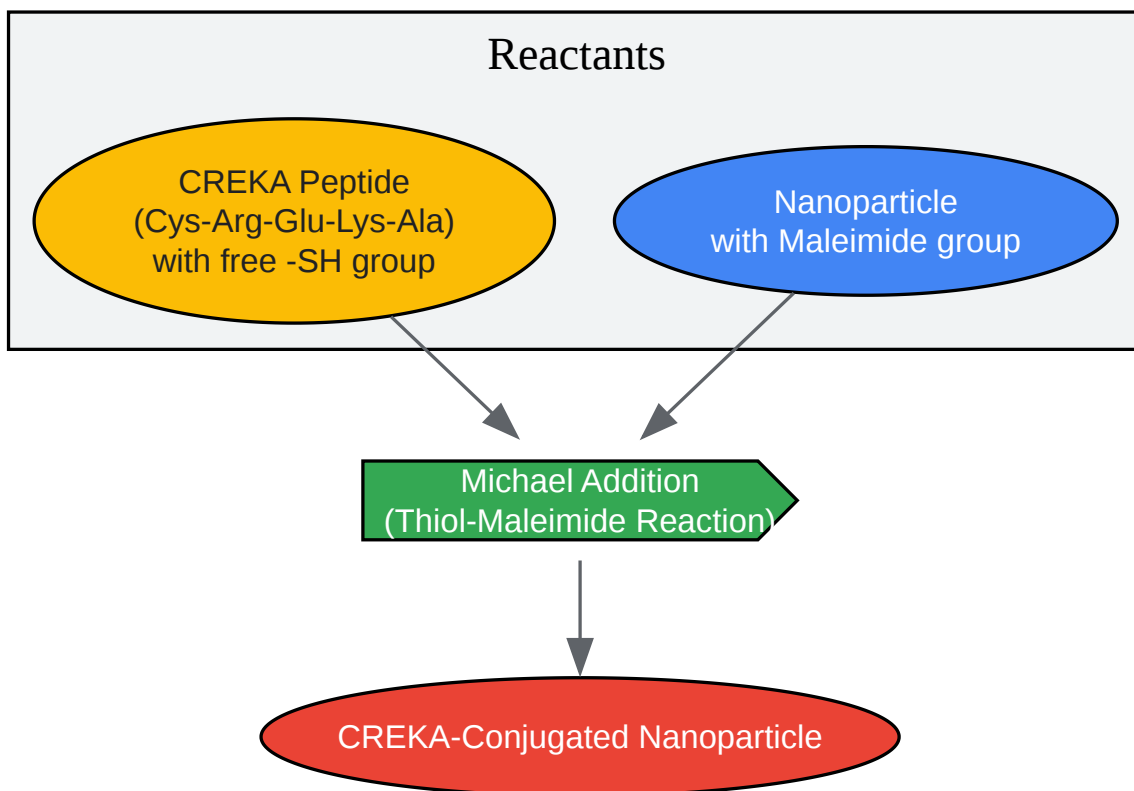 Reactants
CREKA Peptide
(Cys-Arg-Glu-Lys-Ala)
with free -SH group
Nanoparticle
with Maleimide group
Michael Addition
(Thiol-Maleimide Reaction)
CREKA-Conjugated Nanoparticle